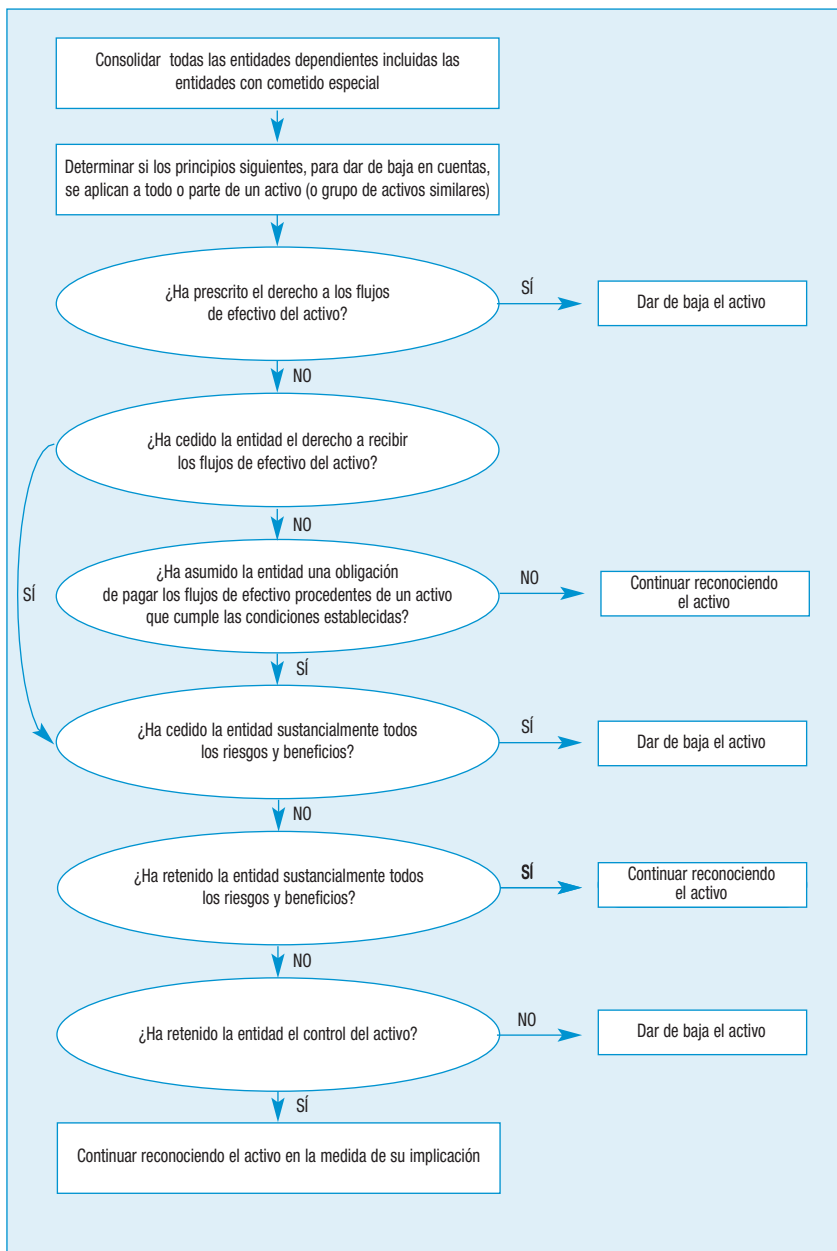 Consolidar todas las entidades dependientes incluidas las
entidades con cometido especial
Determinar si los principios siguientes, para dar de baja en cuentas,
se aplican a todo o parte de un activo (o grupo de activos similares)
¿Ha prescrito el derecho a los flujos
de efectivo del activo?
SÍ
Dar de baja el activo
NO
¿Ha cedido la entidad el derecho a recibir
los flujos de efectivo del activo?
NO
SÍ
¿Ha asumido la entidad una obligación
de pagar los flujos de efectivo procedentes de un activo
que cumple las condiciones establecidas?
NO
Continuar reconociendo
el activo
SÍ
¿Ha cedido la entidad sustancialmente todos
los riesgos y beneficios?
SÍ
Dar de baja el activo
NO
¿Ha retenido la entidad sustancialmente todos
los riesgos y beneficios?
SÍ
Continuar reconociendo
el activo
NO
¿Ha retenido la entidad el control del activo?
NO
Dar de baja el activo
SÍ
Continuar reconociendo el activo en la medida de su implicación